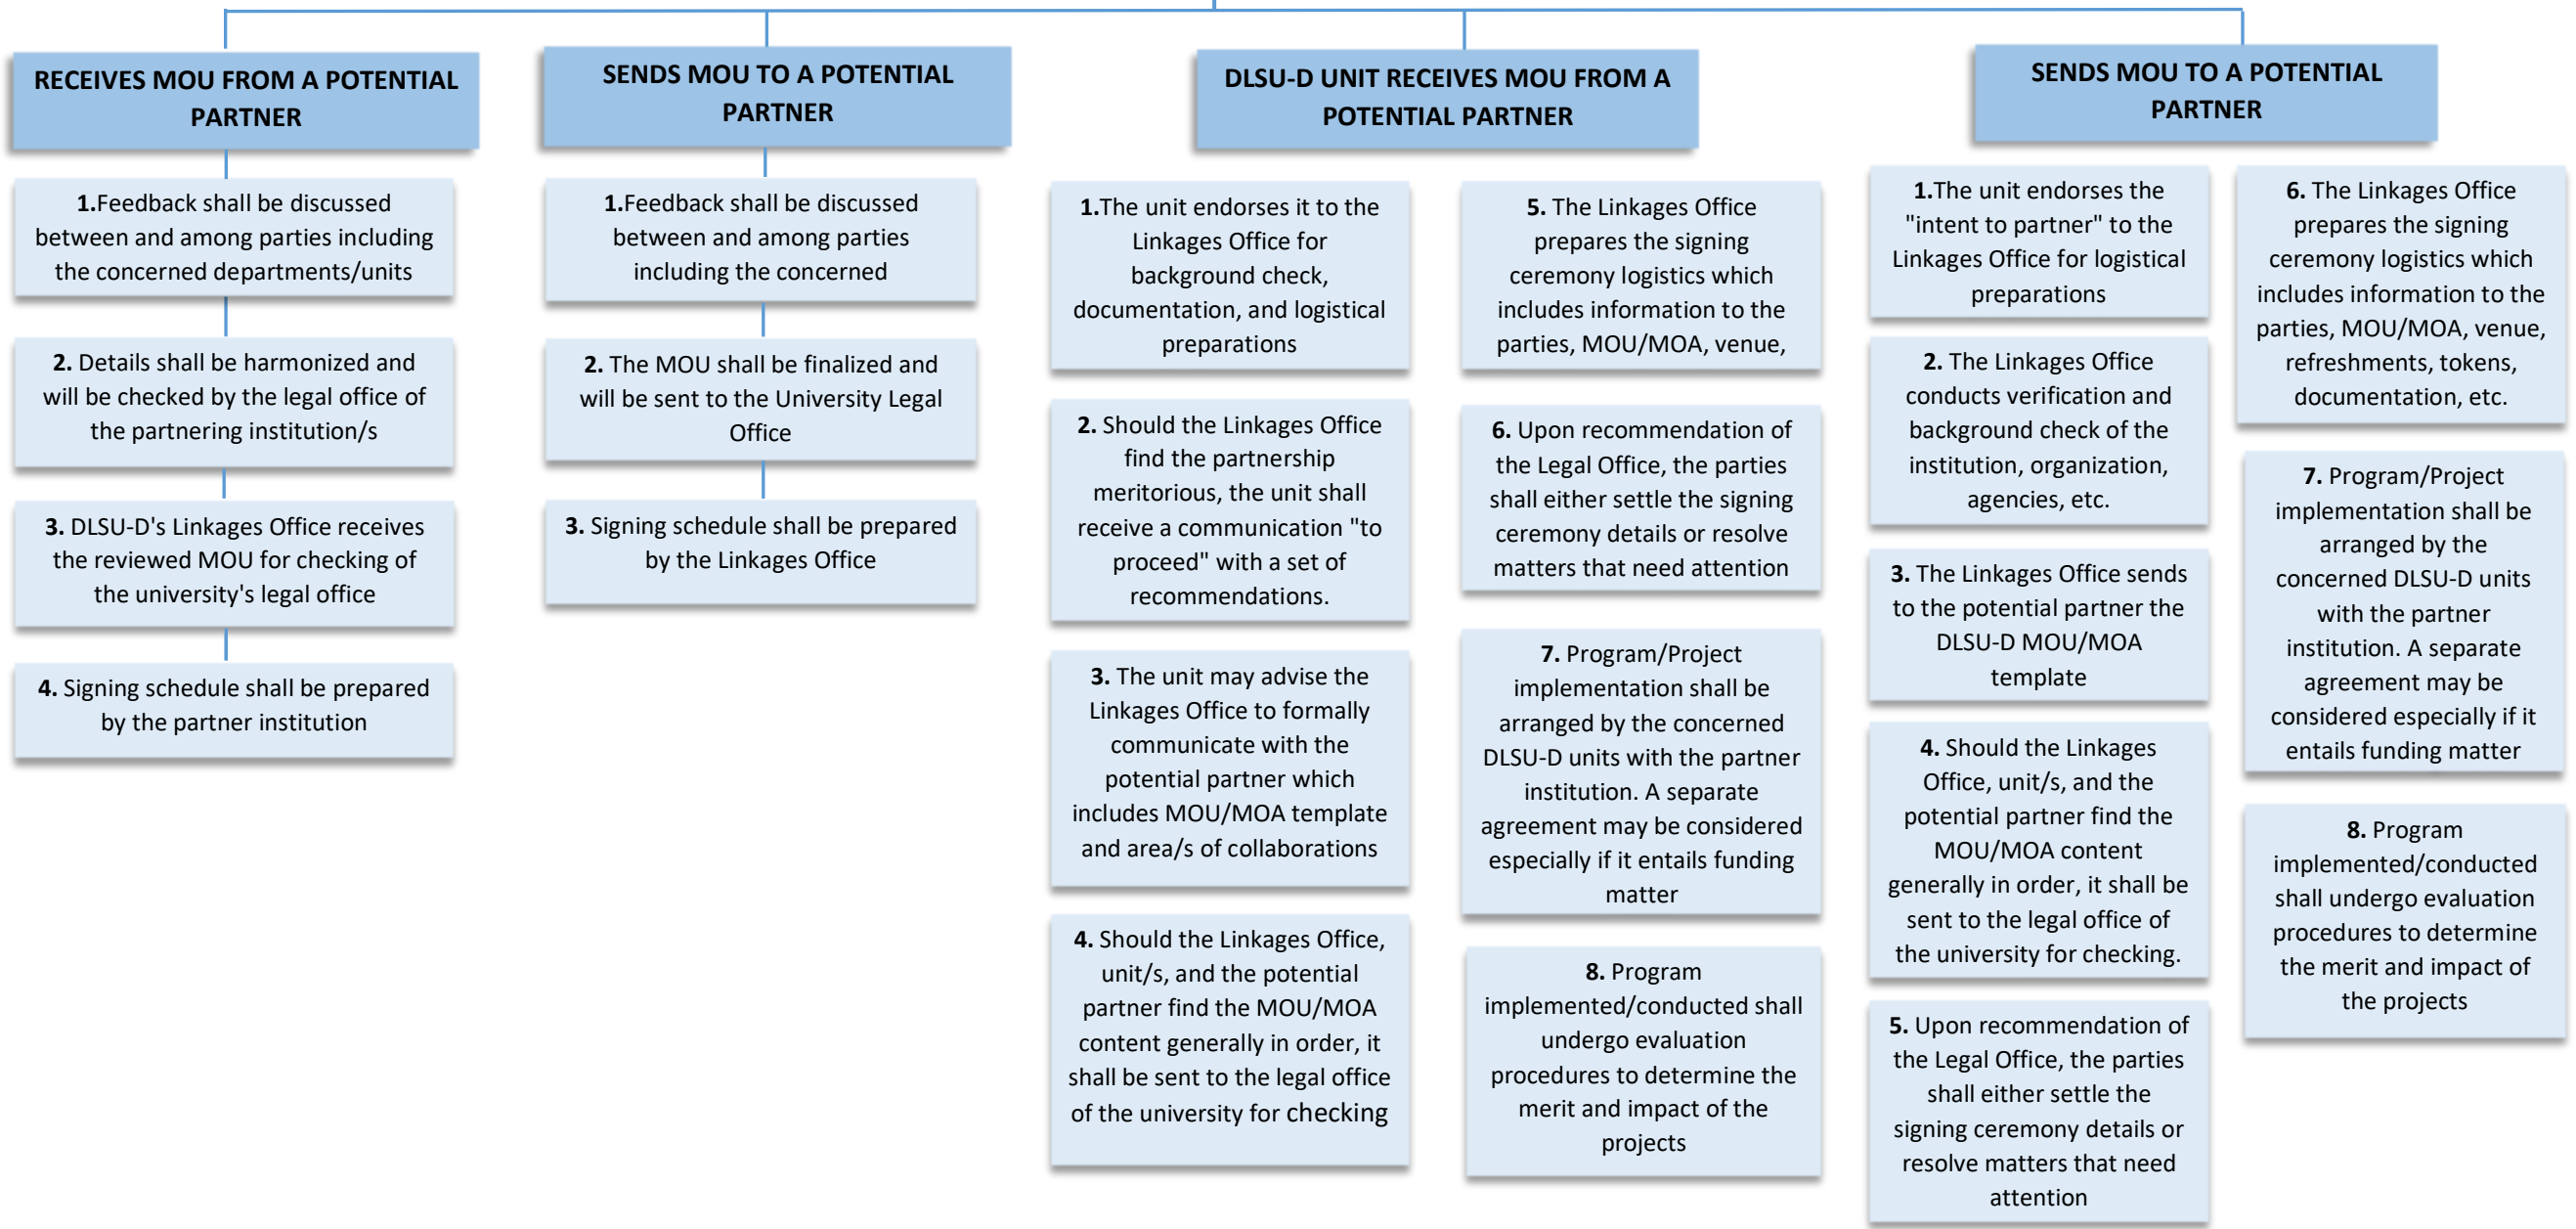 RECEIVES MOU FROM A POTENTIAL
PARTNER
1.Feedback shall be discussed
between and among parties including
the concerned departments/units
2. Details shall be harmonized and
will be checked by the legal office of
the partnering institution/s
3. DLSU-D's Linkages Office receives
the reviewed MOU for checking of
the university's legal office
4. Signing schedule shall be prepared
by the partner institution
SENDS MOU TO A POTENTIAL
PARTNER
1.Feedback shall be discussed
between and among parties
including the concerned
2. The MOU shall be finalized and
will be sent to the University Legal
Office
3. Signing schedule shall be prepared
by the Linkages Office
DLSU-D UNIT RECEIVES MOU FROM A
POTENTIAL PARTNER
1.The unit endorses it to the
Linkages Office for
background check,
documentation, and logistical
preparations
2. Should the Linkages Office
find the partnership
meritorious, the unit shall
receive a communication "to
proceed" with a set of
recommendations.
3. The unit may advise the
Linkages Office to formally
communicate with the
potential partner which
includes MOU/MOA template
and area/s of collaborations
4. Should the Linkages Office,
unit/s, and the potential
partner find the MOU/MOA
content generally in order, it
shall be sent to the legal office
of the university for checking
5. The Linkages Office
prepares the signing
ceremony logistics which
includes information to the
parties, MOU/MOA, venue,
6. Upon recommendation of
the Legal Office, the parties
shall either settle the signing
ceremony details or resolve
matters that need attention
7. Program/Project
implementation shall be
arranged by the concerned
DLSU-D units with the partner
institution. A separate
agreement may be considered
especially if it entails funding
matter
8. Program
implemented/conducted shall
undergo evaluation
procedures to determine the
merit and impact of the
projects
SENDS MOU TO A POTENTIAL
PARTNER
1.The unit endorses the
"intent to partner" to the
Linkages Office for logistical
preparations
2. The Linkages Office
conducts verification and
background check of the
institution, organization,
agencies, etc.
3. The Linkages Office sends
to the potential partner the
DLSU-D MOU/MOA
template
4. Should the Linkages
Office, unit/s, and the
potential partner find the
MOU/MOA content
generally in order, it shall be
sent to the legal office of
the university for checking.
5. Upon recommendation of
the Legal Office, the parties
shall either settle the
signing ceremony details or
resolve matters that need
attention
6. The Linkages Office
prepares the signing
ceremony logistics which
includes information to the
parties, MOU/MOA, venue,
refreshments, tokens,
documentation, etc.
7. Program/Project
implementation shall be
arranged by the
concerned DLSU-D units
with the partner
institution. A separate
agreement may be
considered especially if it
entails funding matter
8. Program
implemented/conducted
shall undergo evaluation
procedures to determine
the merit and impact of
the projects